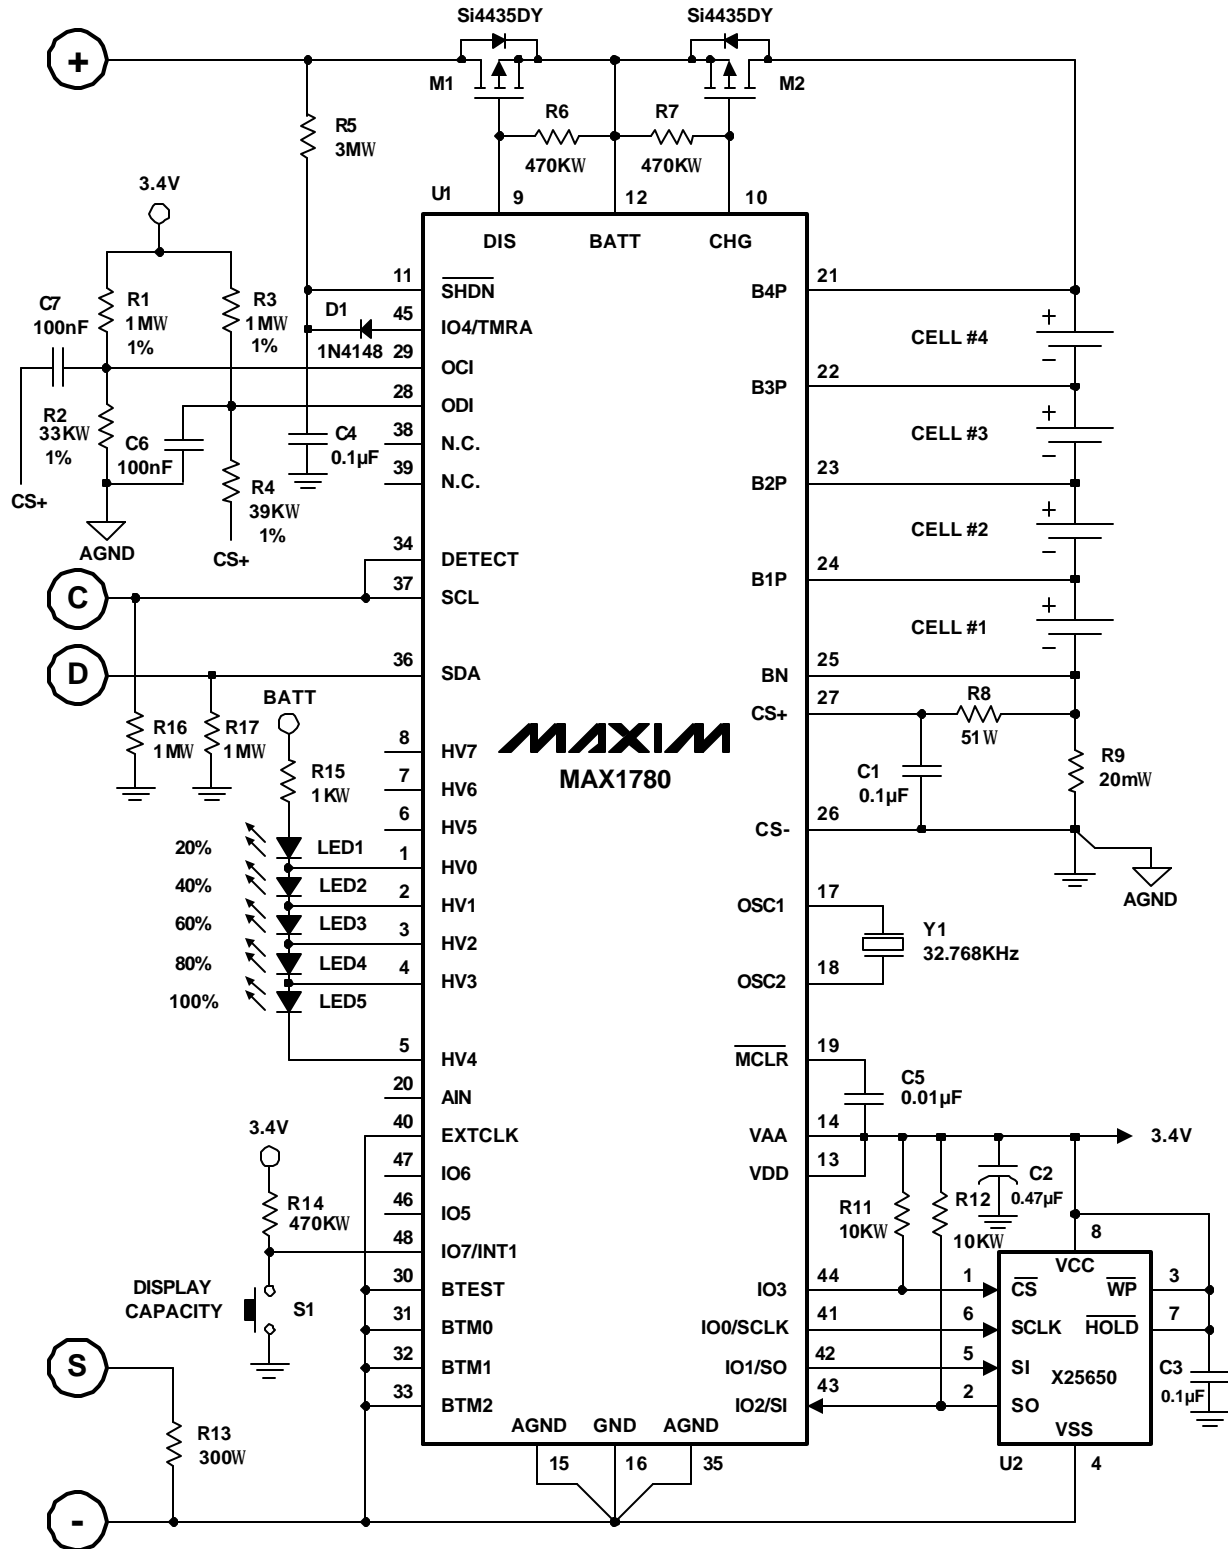 Si4435DY
Si4435DY
+
M1
M2
R6
R7
470KW
470KW
R5
3MW
3.4V
U1
9
12
10
DIS
BATT
CHG
11
SHDN
45
IO4/TMRA
29
OCI
28
ODI
38
N.C.
39
N.C.
34
DETECT
37
SCL
36
SDA
8
HV7
7
HV6
6
HV5
1
HV0
2
HV1
3
HV2
4
HV3
5
HV4
20
AIN
40
EXTCLK
47
IO6
46
IO5
48
IO7/INT1
30
BTEST
31
BTM0
32
BTM1
33
BTM2
AGND
GND
AGND
15
16
35
C7
100nF
R1
1MW
1%
R3
1MW
1%
D1
1N4148
R2
33KW
1%
C6
100nF
C4
0.1µF
R4
39KW
1%
CS+
CS+
AGND
C
D
R16
1MW
R17
1MW
BATT
R15
1KW
20%
LED1
40%
LED2
60%
LED3
80%
LED4
100%
LED5
3.4V
R14
470KW
DISPLAY
CAPACITY
S1
S
R13
300W
-
MAXIM
MAX1780
21
B4P
22
B3P
23
B2P
24
B1P
25
BN
27
CS+
26
CS-
17
OSC1
18
OSC2
19
MCLR
14
VAA
13
VDD
44
IO3
41
IO0/SCLK
42
IO1/SO
43
IO2/SI
+
CELL #4
−
+
CELL #3
−
+
CELL #2
−
+
CELL #1
−
R8
51W
C1
0.1µF
R9
20mW
AGND
Y1
32.768KHz
C5
0.01µF
3.4V
R11
10KW
R12
10KW
C2
0.47µF
8
VCC
1
CS
WP
3
6
SCLK
HOLD
7
5
SI
X25650
2
SO
VSS
U2
4
C3
0.1µF